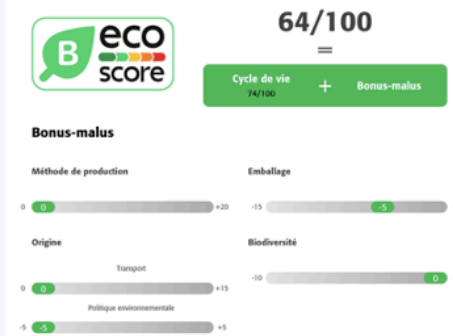 B eco score
64/100
=
Cycle de vie + Bonus-malus
74/100
Bonus-malus
Méthode de production
0 0 +20
Emballage
-15 -5
Origine
Transport
0 0 +15
Politique environnementale
-5 -5 +5
Biodiversité
-10 0